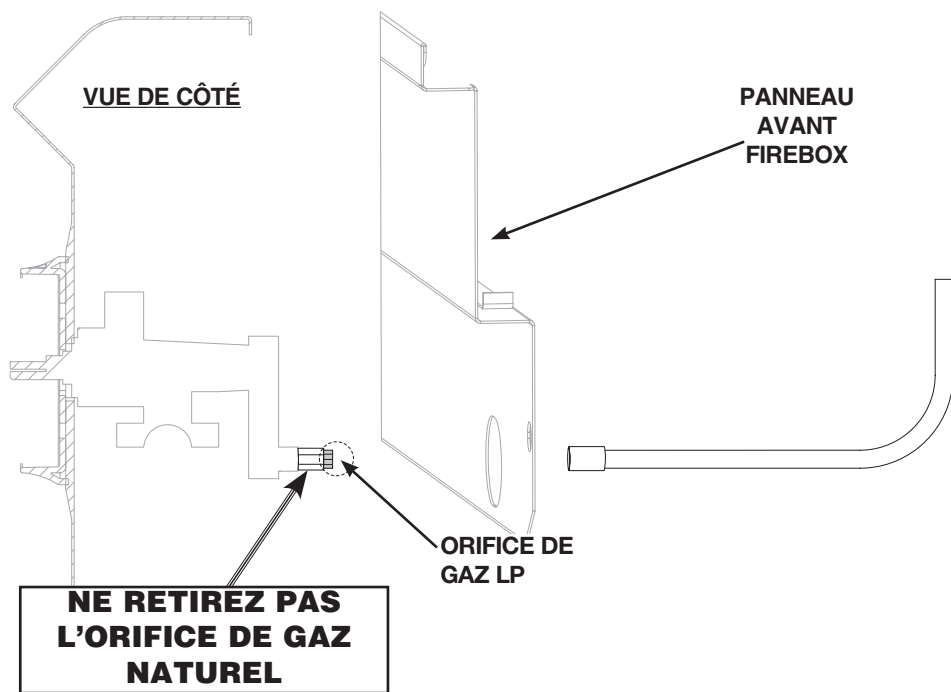 VUE DE CÔTÉ
PANNEAU
AVANT
FIREBOX
ORIFICE DE
GAZ LP
NE RETIREZ PAS
L'ORIFICE DE GAZ
NATUREL